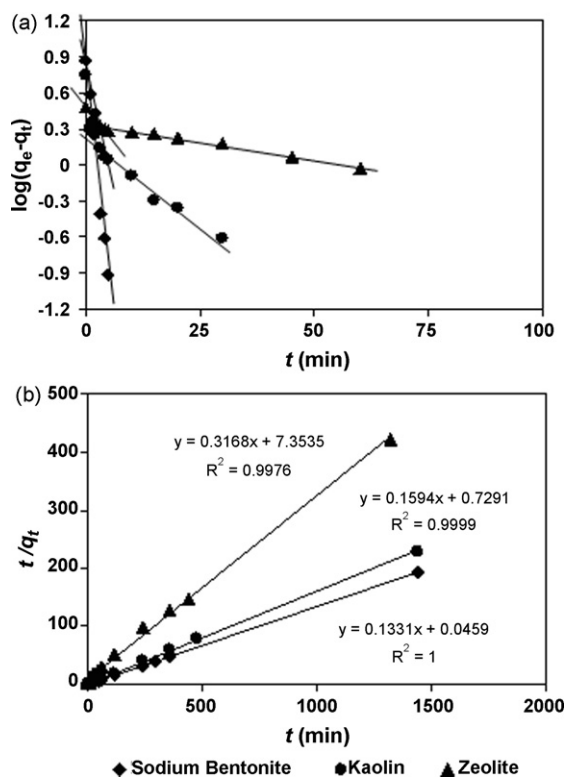 (a)
1.2
0.9
0.6
0.3
0
-0.3
-0.6
-0.9
-1.2
log(qe-qt)
0 25 50 75 100
t (min)
(b)
500
400
300
200
100
0
t/qt
y = 0.3168x + 7.3535
R² = 0.9976
y = 0.1594x + 0.7291
R² = 0.9999
y = 0.1331x + 0.0459
R² = 1
0 500 1000 1500 2000
t (min)
◆ Sodium Bentonite ● Kaolin ▲ Zeolite